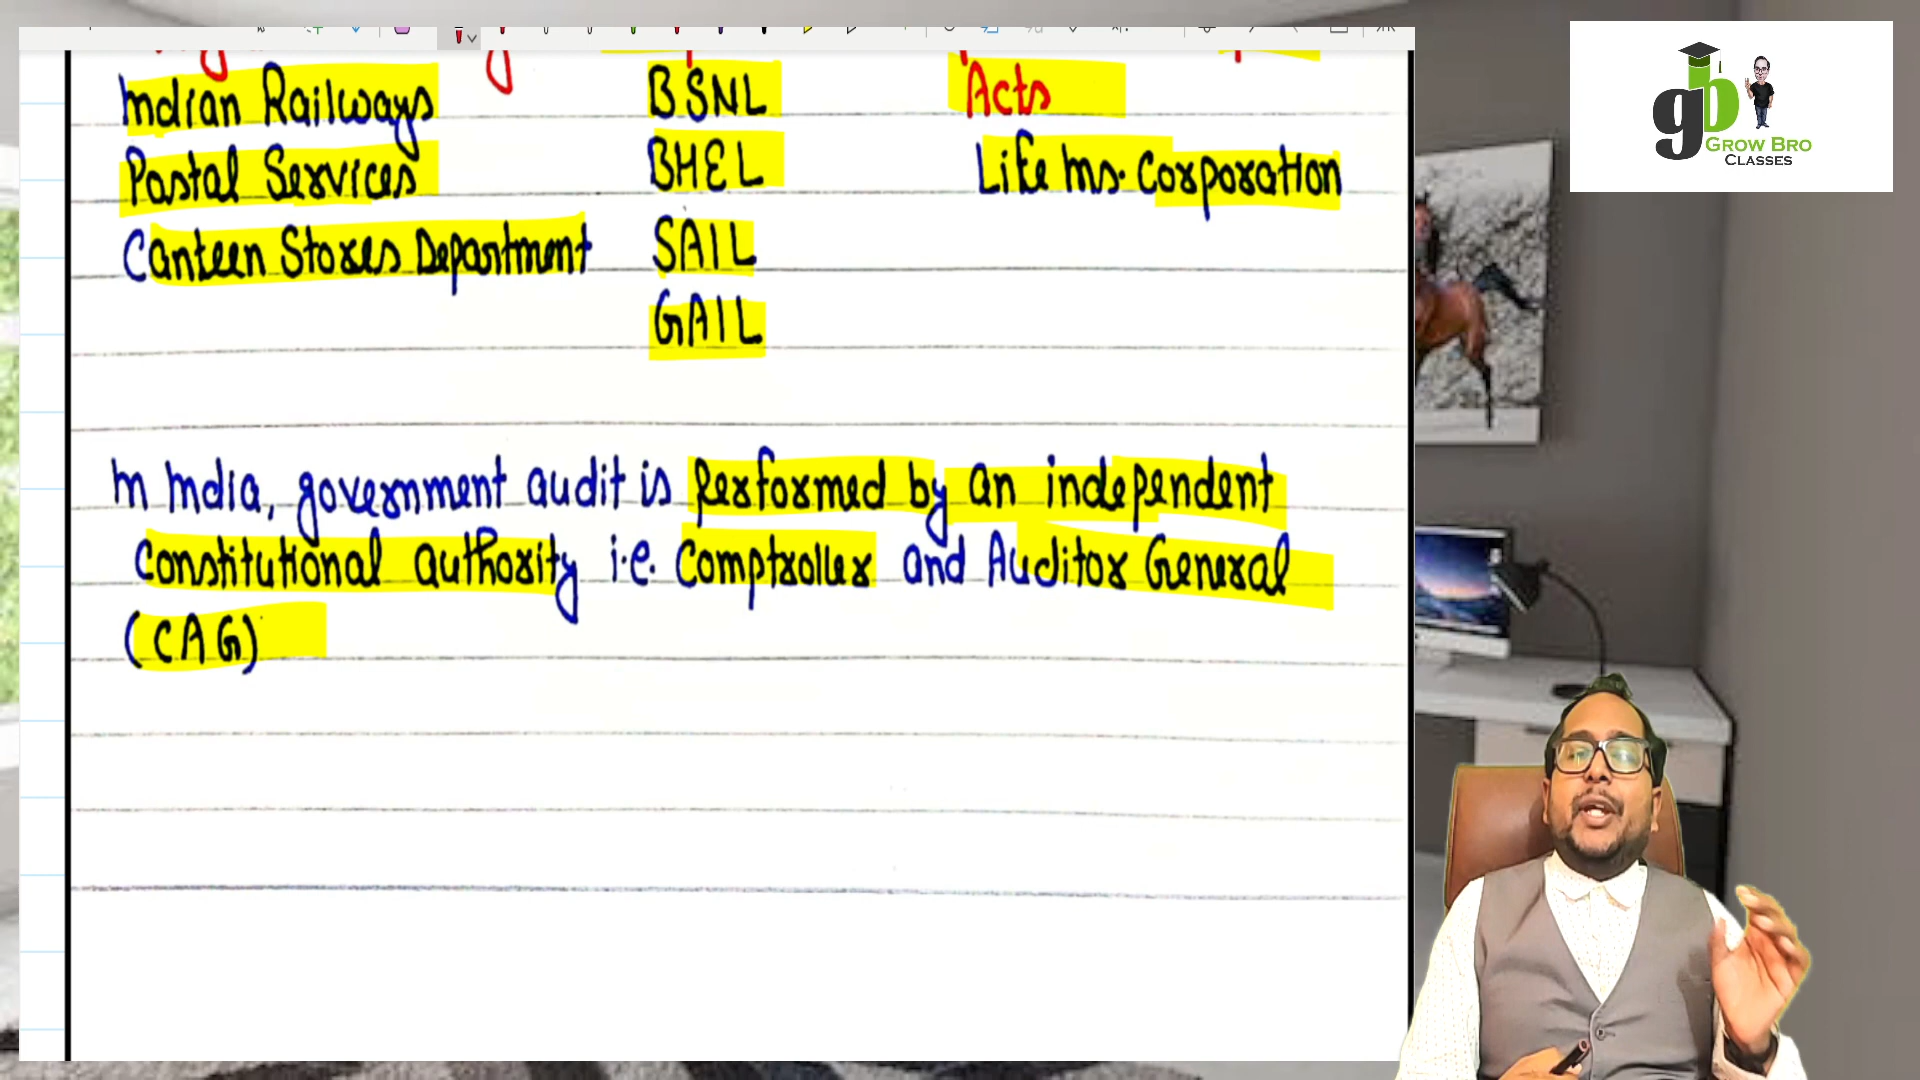 Indian Railways BSNL Acts
Postal Services BHEL Life Ins. Corporation
Canteen Stores Department SAIL
GAIL
In India, government audit is performed by an independent
Constitutional authority i.e. Comptroller and Auditor General
(CAG)
gb
GROW BRO
CLASSES